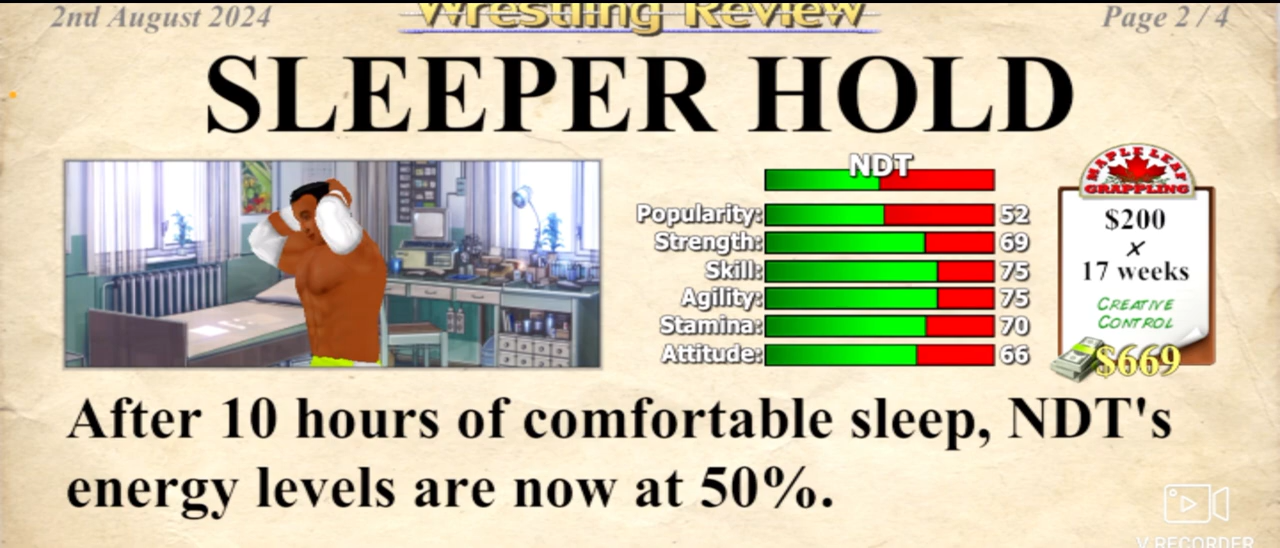 2nd August 2024
Wrestling Review
Page 2 / 4
SLEEPER HOLD
NDT
Popularity: 52
Strength: 69
Skill: 75
Agility: 75
Stamina: 70
Attitude: 66
MAPLE LEAF
GRAPPLING
$200
x
17 weeks
CREATIVE
CONTROL
$669
After 10 hours of comfortable sleep, NDT's
energy levels are now at 50%.
V RECORDER